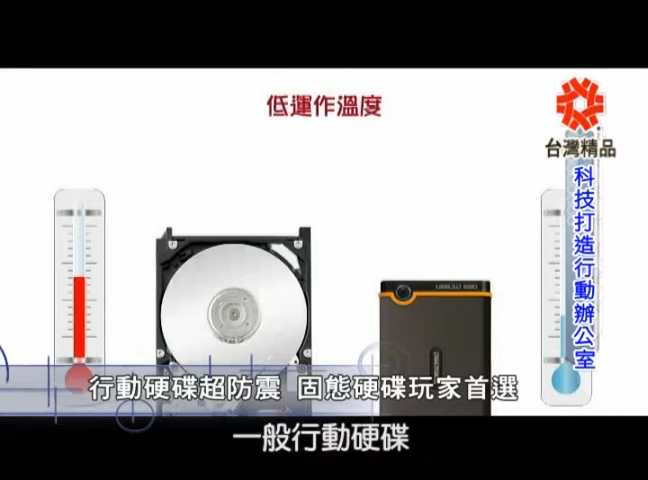 低運作溫度
台灣精品
科技打造行動辦公室
行動硬碟超防震 固態硬碟玩家首選
一般行動硬碟